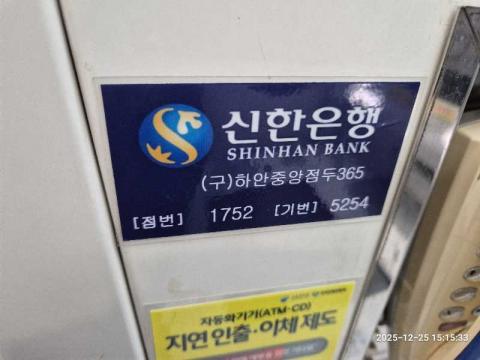 신한은행
SHINHAN BANK
(구)하안중앙점두365
[점번] 1752 [기번] 5254
자동화기기(ATM·CD)
지연 인출·이체 제도
2025-12-25 15:15:33